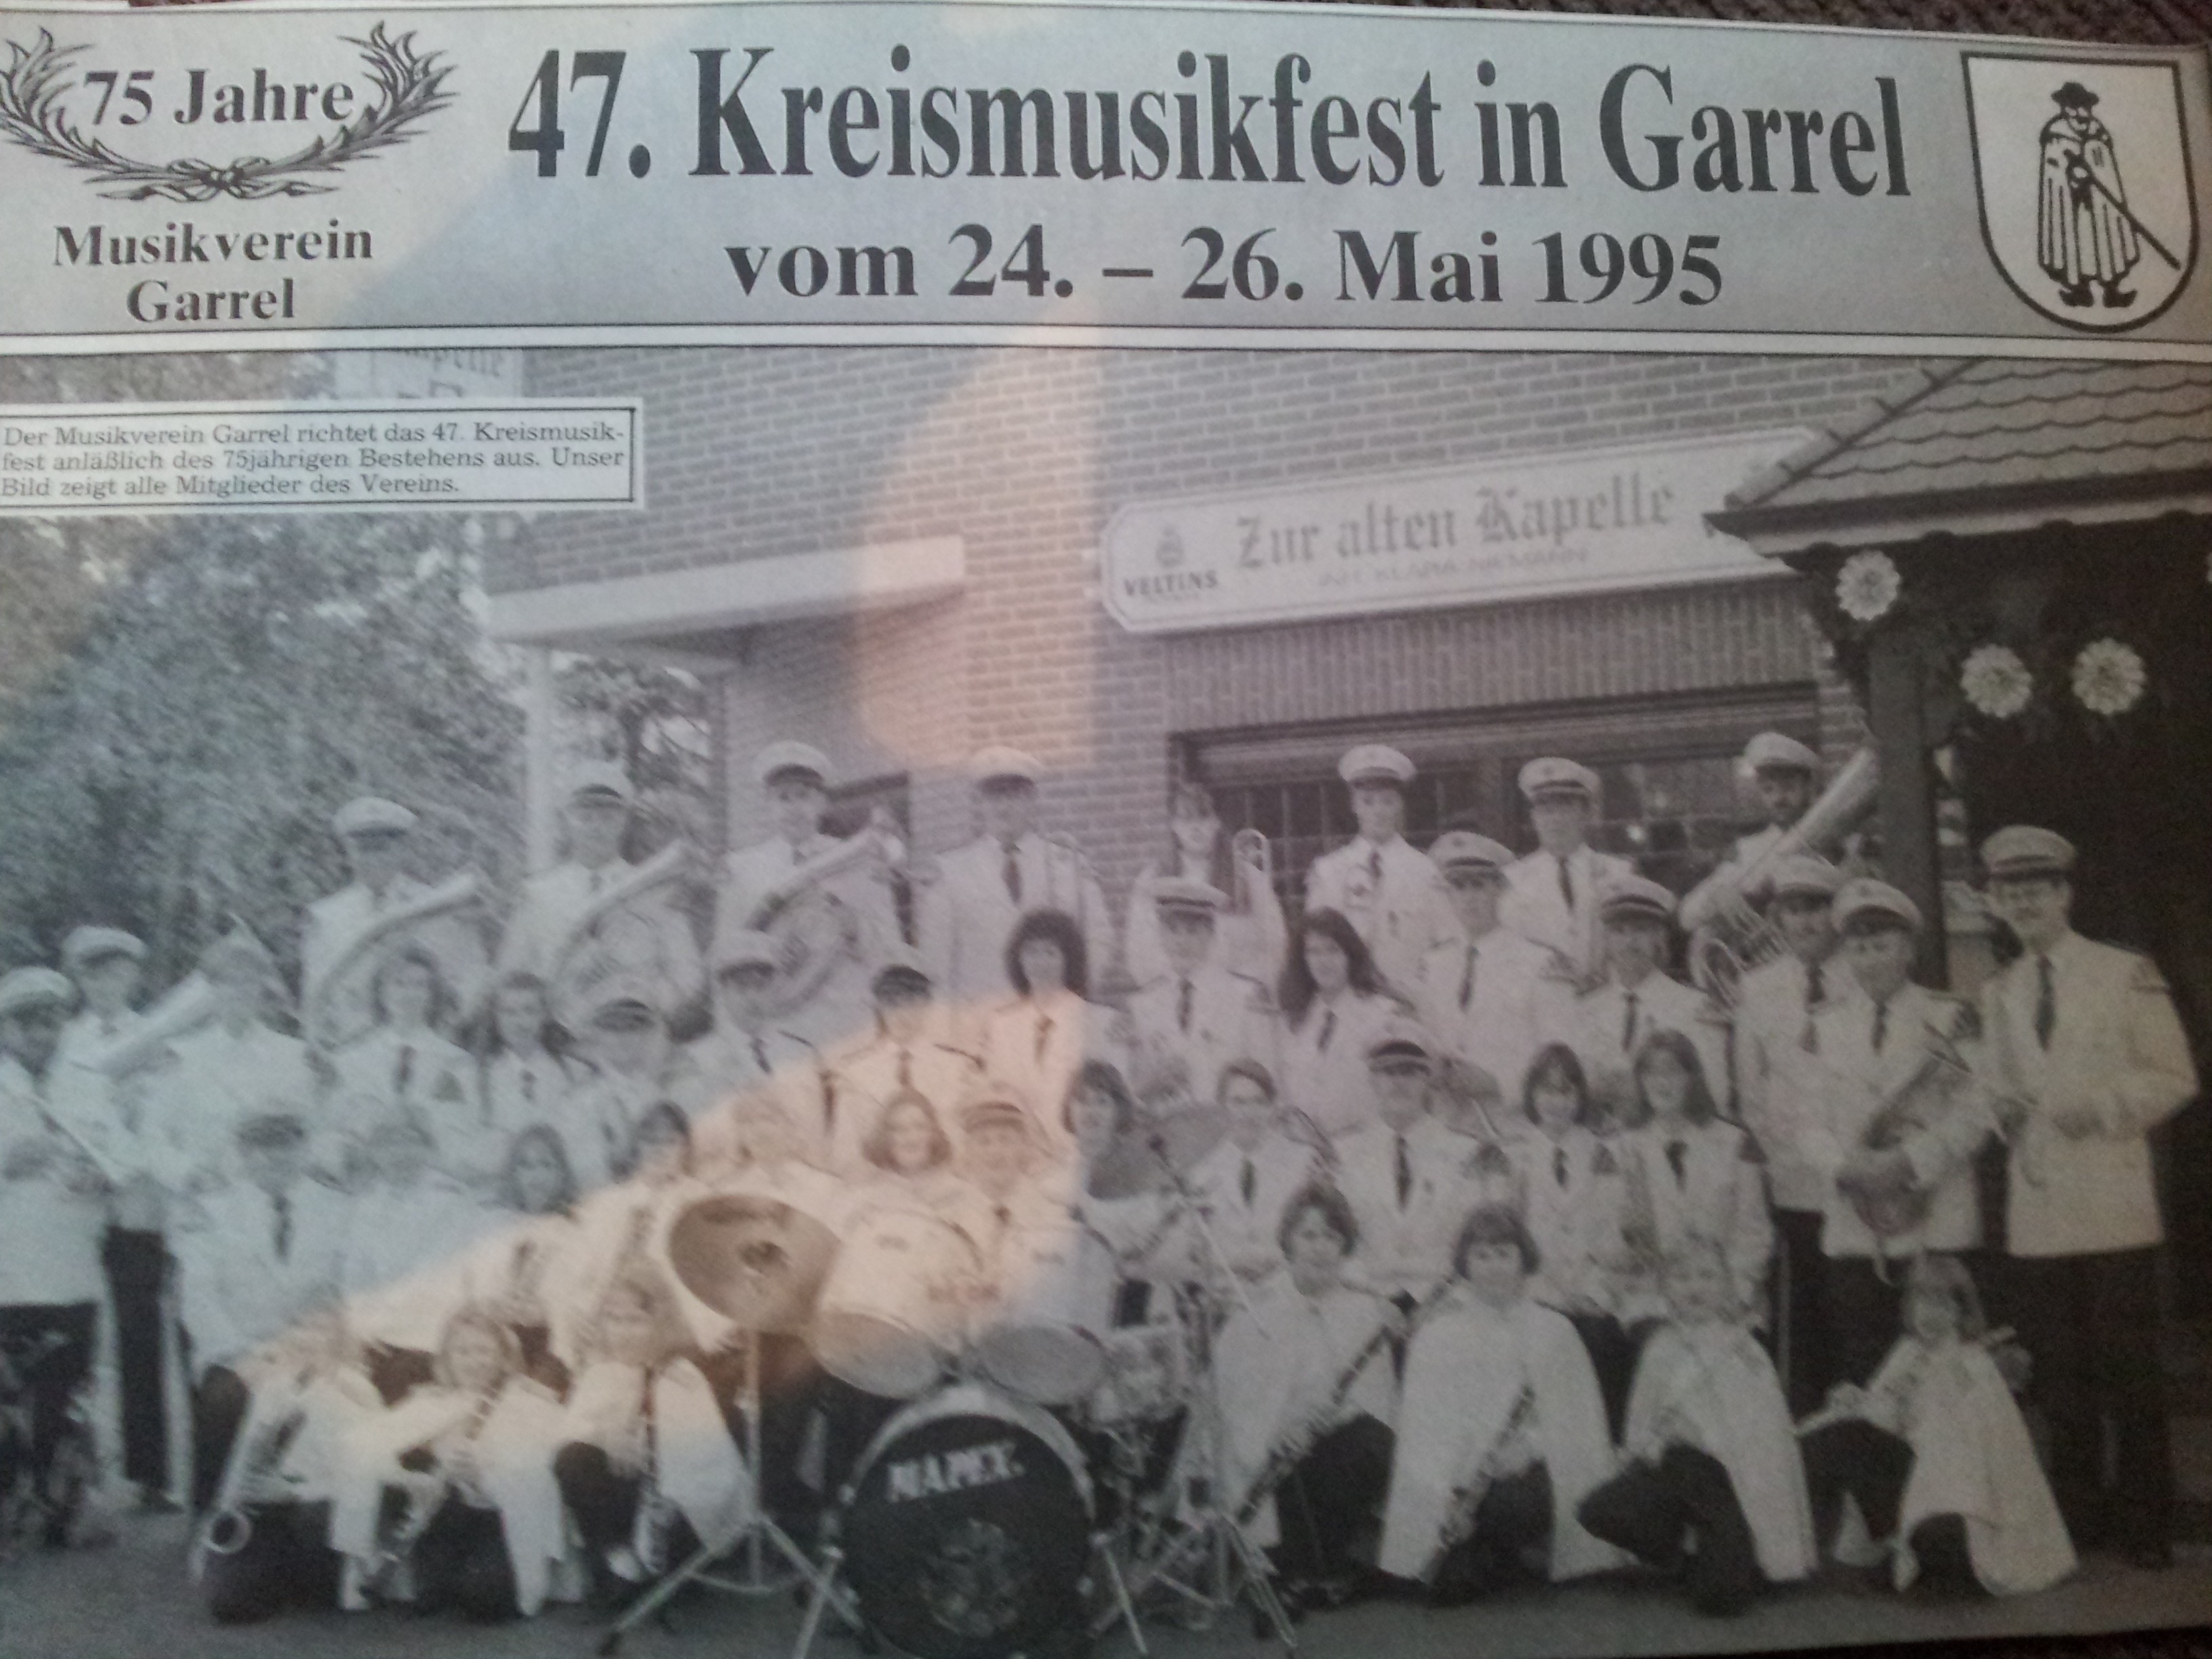 75 Jahre
Musikverein
Garrel
47. Kreismusikfest in Garrel
vom 24. – 26. Mai 1995
Der Musikverein Garrel richtet das 47. Kreismusik-
fest anläßlich des 75jährigen Bestehens aus. Unser
Bild zeigt alle Mitglieder des Vereins.
VELTINS
Zur alten Kapelle
MAPEX